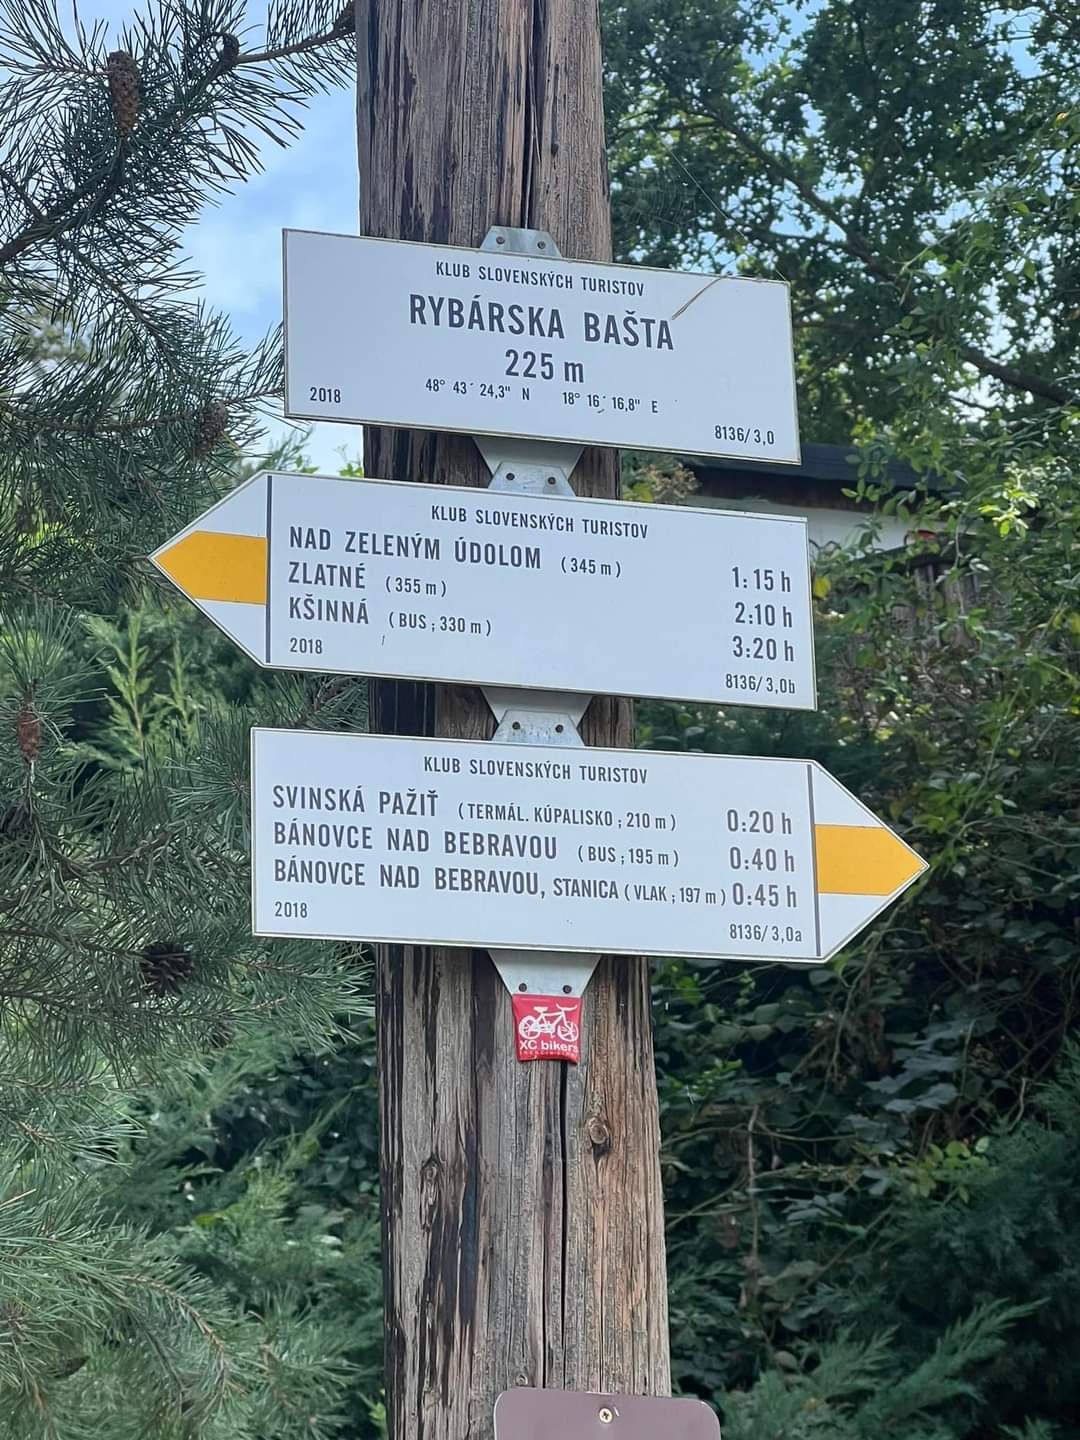 KLUB SLOVENSKÝCH TURISTOV
RYBÁRSKA BAŠTA
225 m
48° 43´ 24,3" N 18° 16´ 16,8" E
2018 8136/3,0
KLUB SLOVENSKÝCH TURISTOV
NAD ZELENÝM ÚDOLOM (345 m) 1:15 h
ZLATNÉ (355 m) 2:10 h
KŠINNÁ (BUS ; 330 m) 3:20 h
2018 8136/3,0b
KLUB SLOVENSKÝCH TURISTOV
SVINSKÁ PAŽIŤ (TERMÁL. KÚPALISKO ; 210 m) 0:20 h
BÁNOVCE NAD BEBRAVOU (BUS ; 195 m) 0:40 h
BÁNOVCE NAD BEBRAVOU, STANICA (VLAK ; 197 m) 0:45 h
2018 8136/3,0a
XC bikers